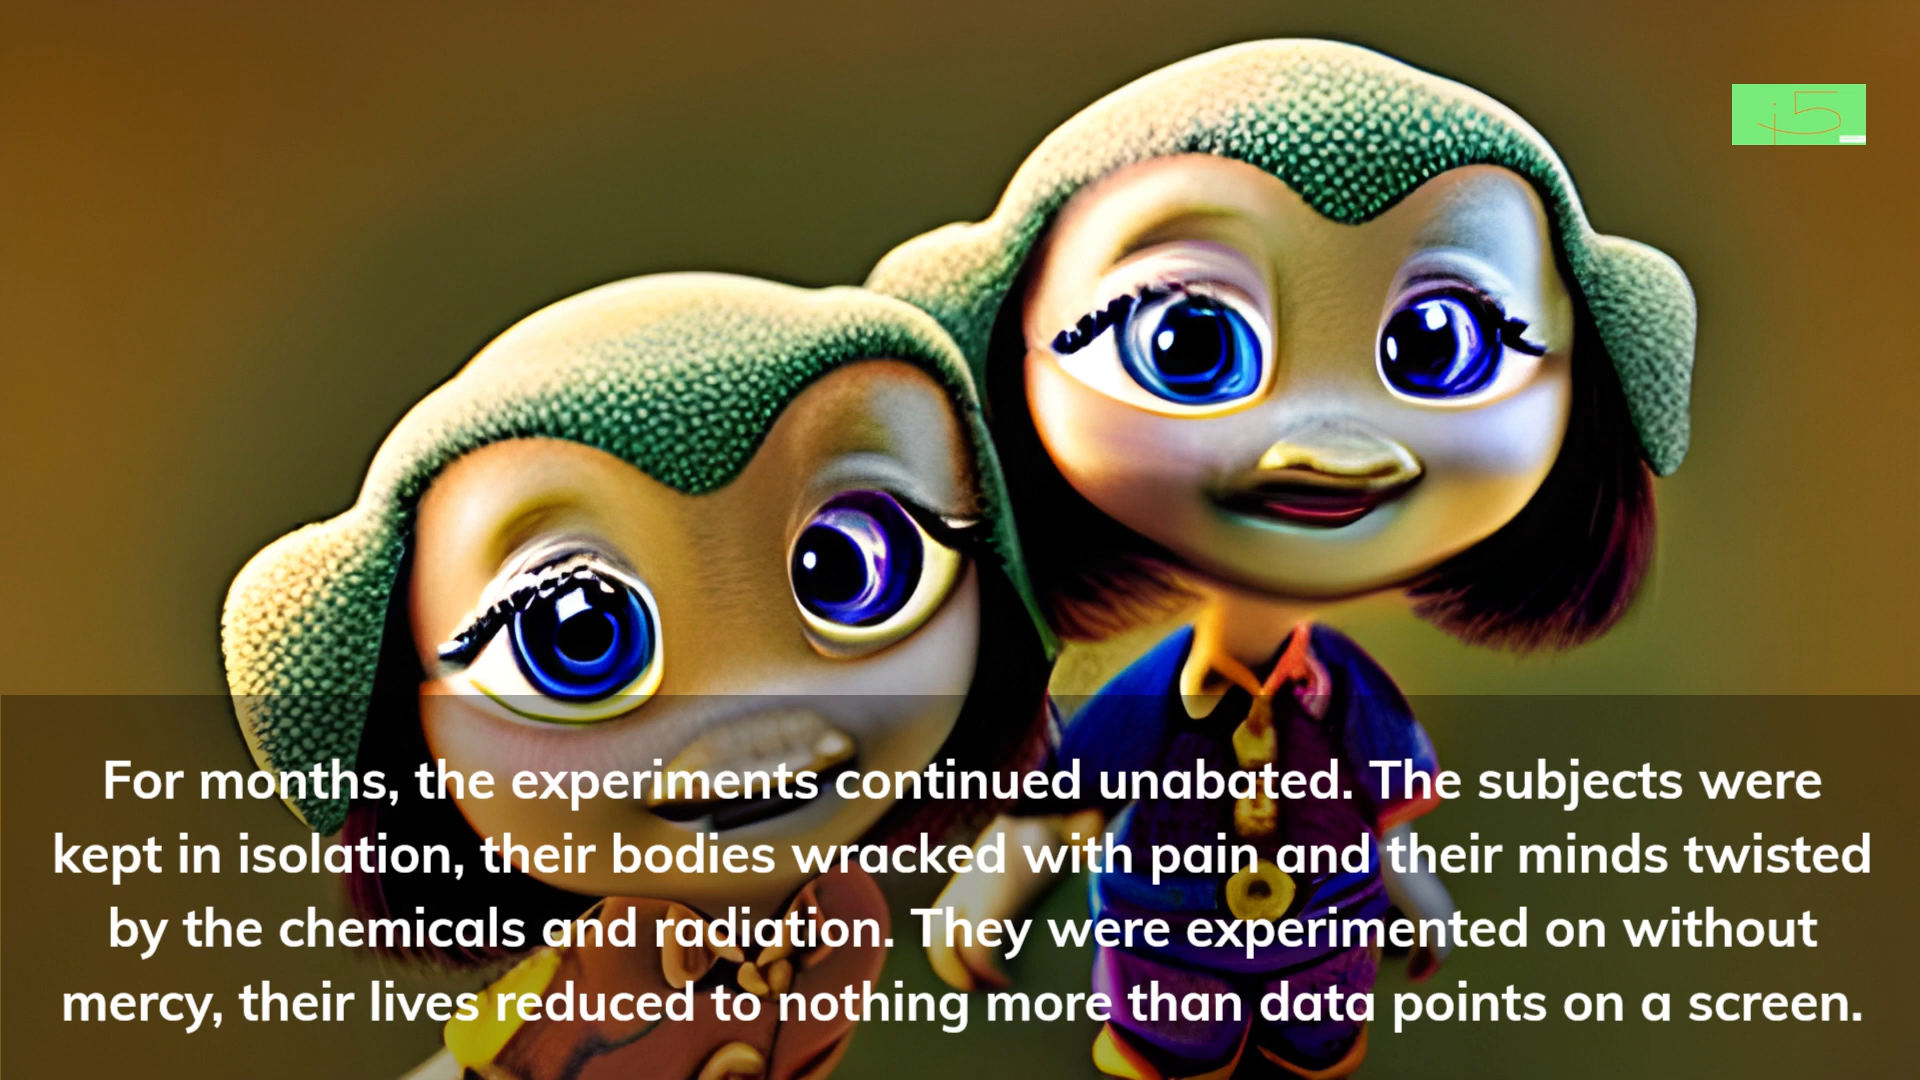 i5
For months, the experiments continued unabated. The subjects were
kept in isolation, their bodies wracked with pain and their minds twisted
by the chemicals and radiation. They were experimented on without
mercy, their lives reduced to nothing more than data points on a screen.